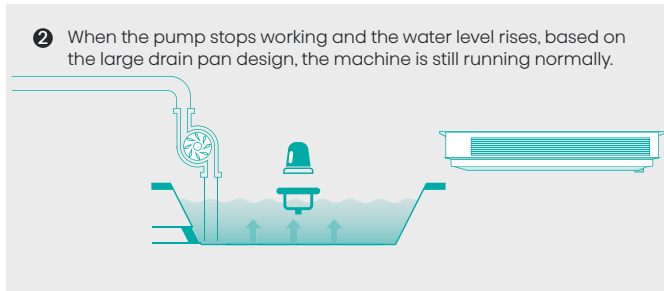 2 When the pump stops working and the water level rises, based on
the large drain pan design, the machine is still running normally.